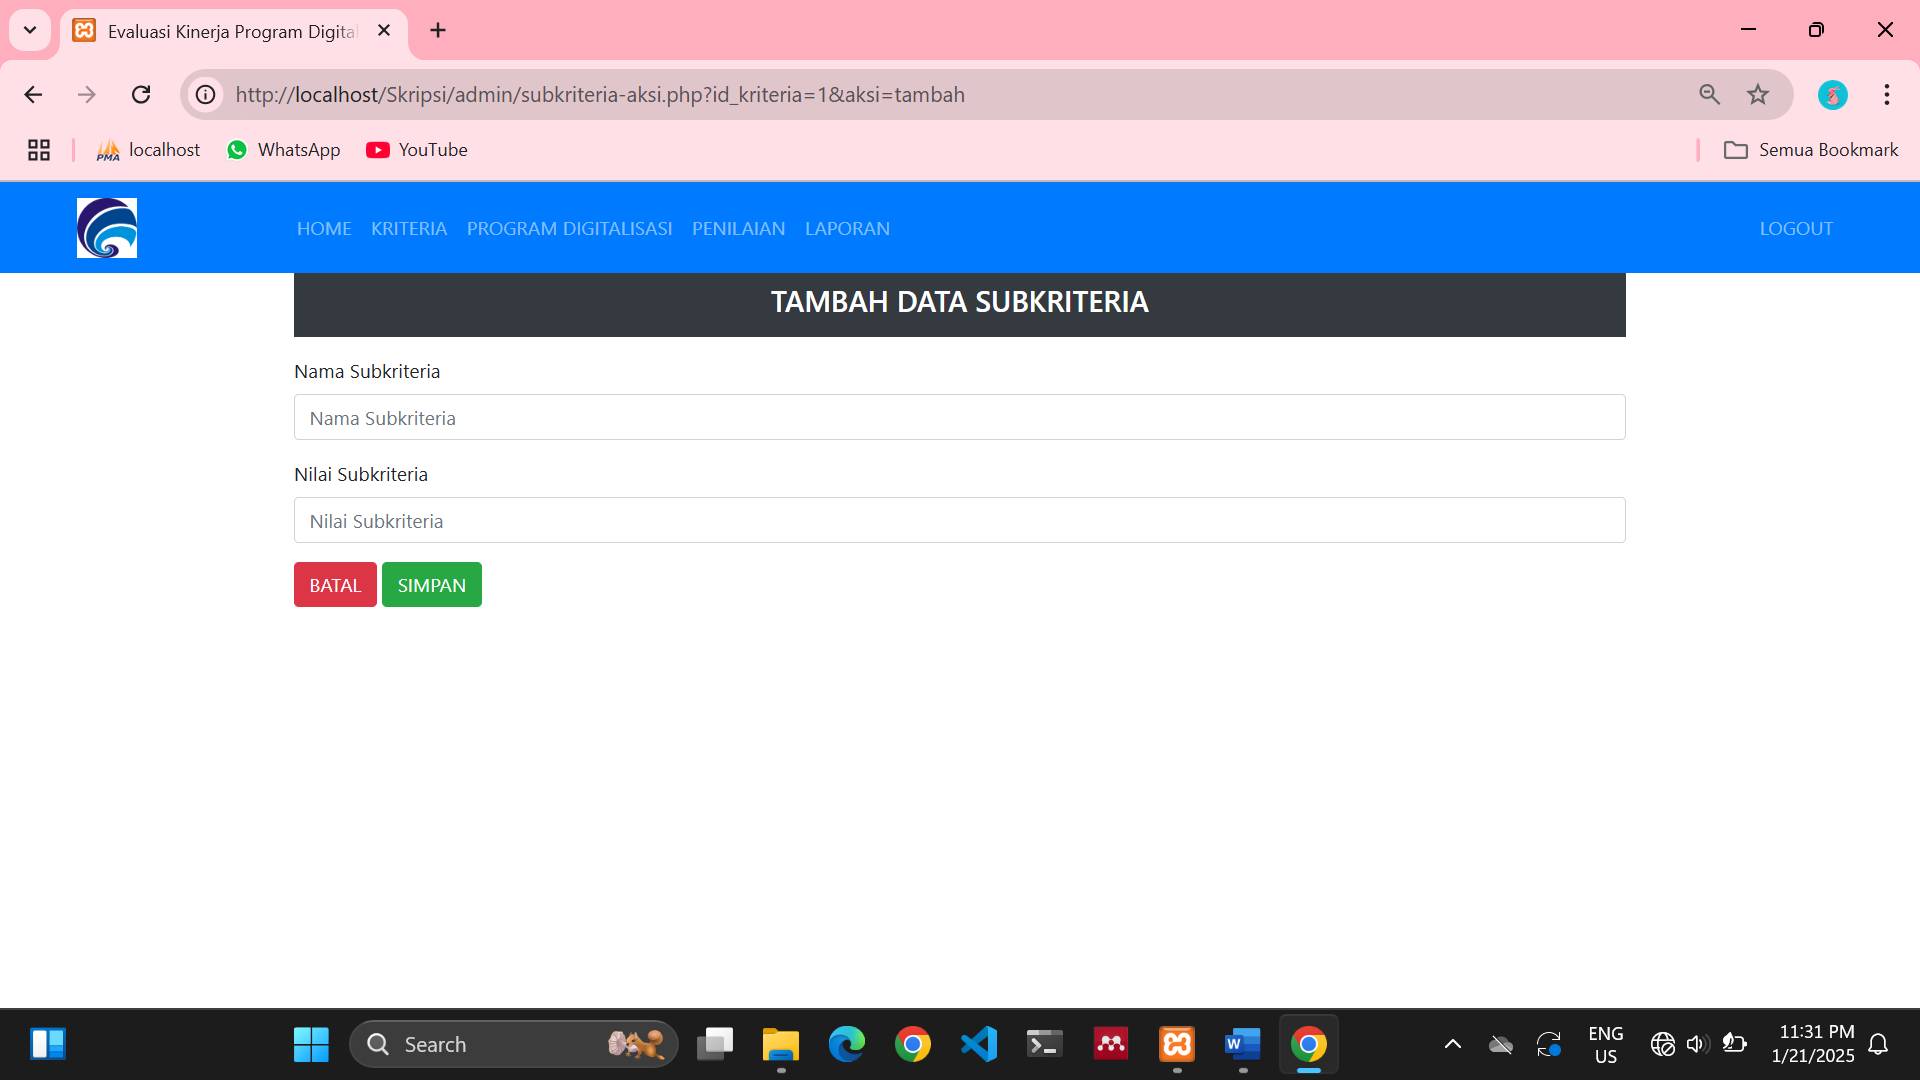 Evaluasi Kinerja Program Digital
http://localhost/Skripsi/admin/subkriteria-aksi.php?id_kriteria=1&aksi=tambah
PMA localhost WhatsApp YouTube Semua Bookmark
HOME KRITERIA PROGRAM DIGITALISASI PENILAIAN LAPORAN LOGOUT
TAMBAH DATA SUBKRITERIA
Nama Subkriteria
Nama Subkriteria
Nilai Subkriteria
Nilai Subkriteria
BATAL SIMPAN
Search
ENG
US
11:31 PM
1/21/2025